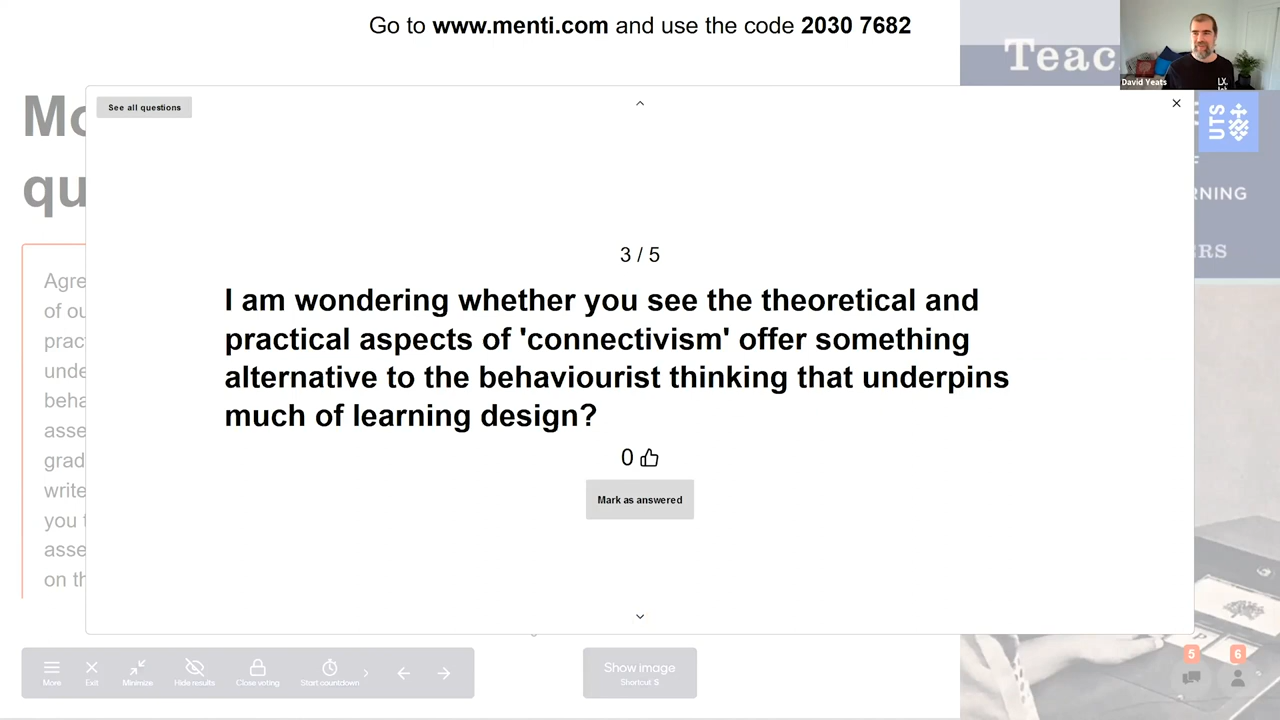 Go to www.menti.com and use the code 2030 7682
Teac
David Yeats
See all questions
UTS
Mo
qu
RNING
ERS
3 / 5
I am wondering whether you see the theoretical and
practical aspects of 'connectivism' offer something
alternative to the behaviourist thinking that underpins
much of learning design?
0
Mark as answered
Agre
of ou
pract
unde
beha
asse
grad
write
you t
asse
on th
More
Exit
Minimize
Hide results
Close voting
Start countdown
Show image
Shortcut S
5
6